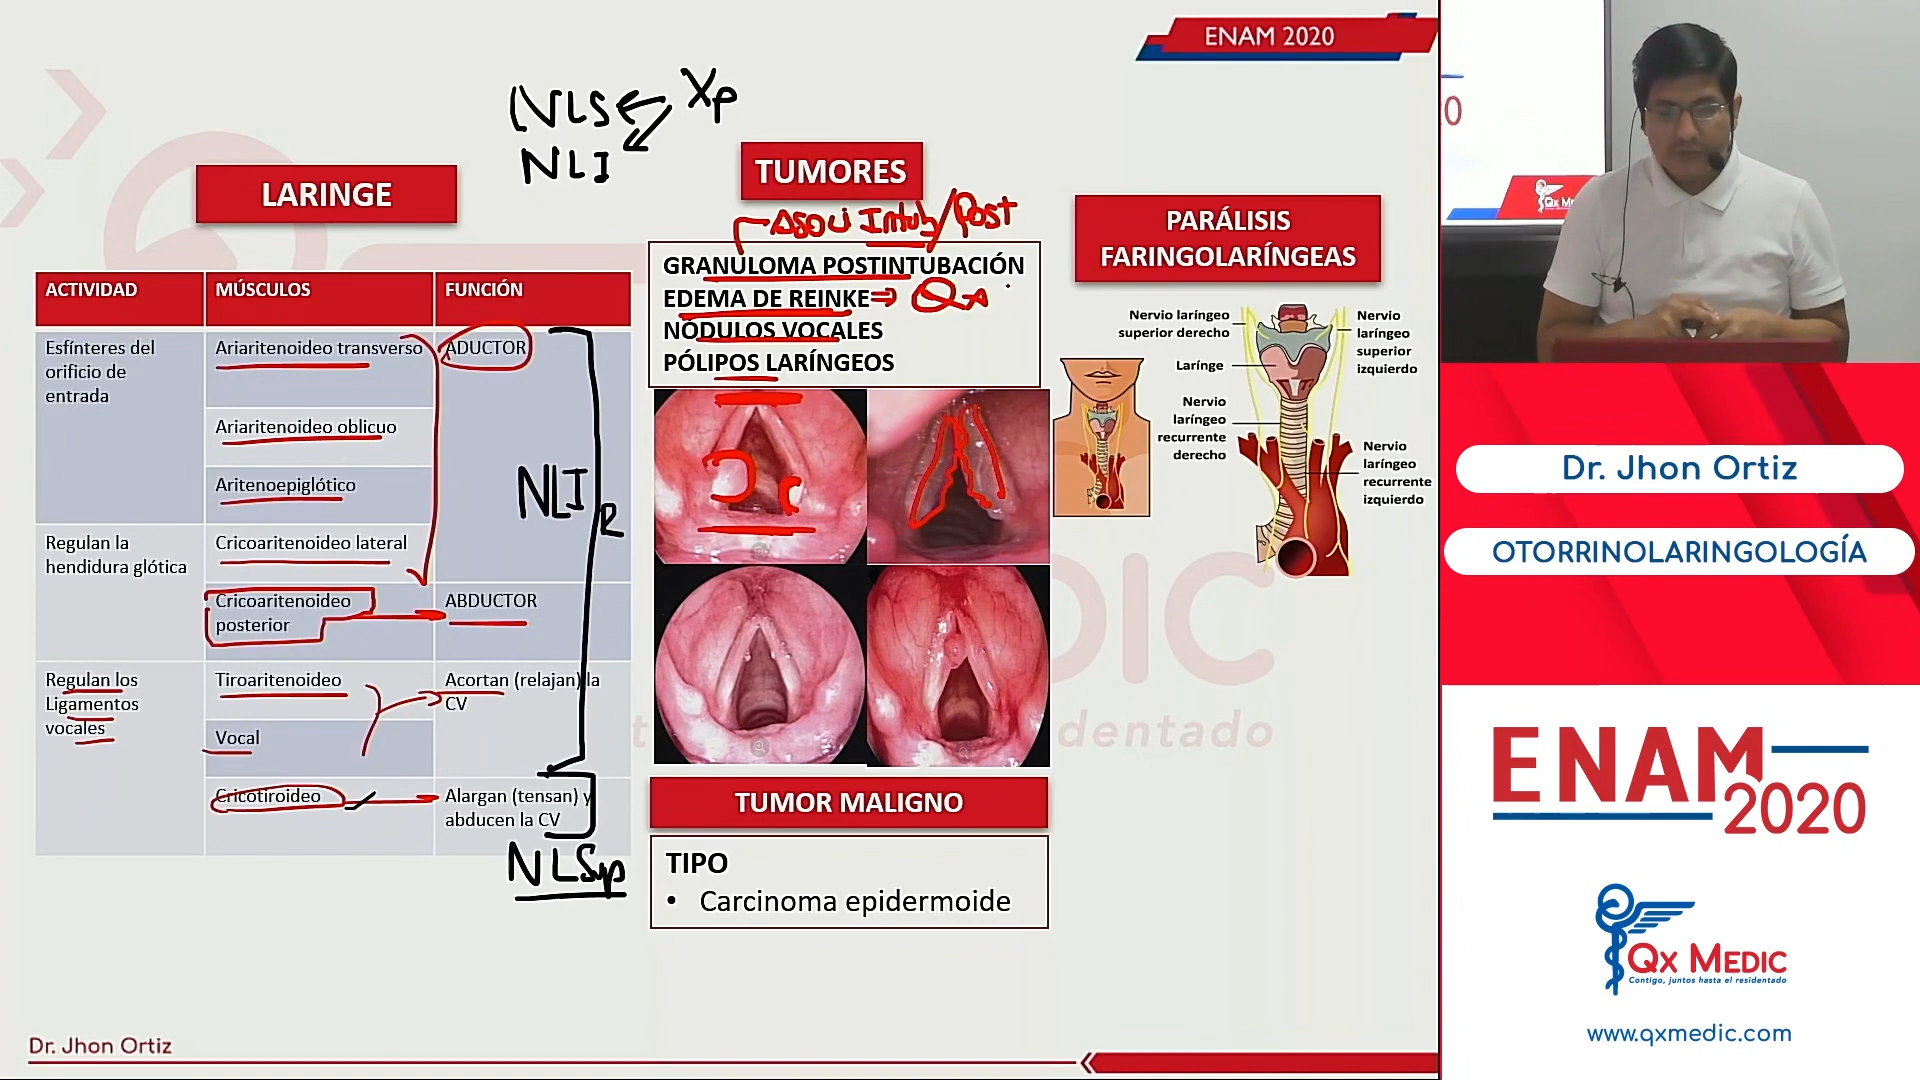 ENAM 2020
NLS
Xp
NLI
LARINGE
ACTIVIDAD
MÚSCULOS
FUNCIÓN
Esfínteres del
orificio de
entrada
Ariaritenoideo transverso
ADUCTOR
Ariaritenoideo oblicuo
Aritenoepiglótico
Regulan la
hendidura glótica
Cricoaritenoideo lateral
Cricoaritenoideo
posterior
ABDUCTOR
Regulan los
Ligamentos
vocales
Tiroaritenoideo
Acortan (relajan) la
CV
Vocal
Cricotiroideo
Alargan (tensan) y
abducen la CV
NLI
R
NLSup
TUMORES
Asoci Intub/Post
GRANULOMA POSTINTUBACIÓN
EDEMA DE REINKE
NÓDULOS VOCALES
PÓLIPOS LARÍNGEOS
TUMOR MALIGNO
TIPO
• Carcinoma epidermoide
PARÁLISIS
FARINGOLARÍNGEAS
Nervio laríngeo
superior derecho
Laringe
Nervio
laríngeo
recurrente
derecho
Nervio
laríngeo
superior
izquierdo
Nervio
laríngeo
recurrente
izquierdo
DIC
dentado
Dr. Jhon Ortiz
Dr. Jhon Ortiz
OTORRINOLARINGOLOGÍA
ENAM
2020
QX MEDIC
Contigo, juntos hasta el residentado
www.qxmedic.com